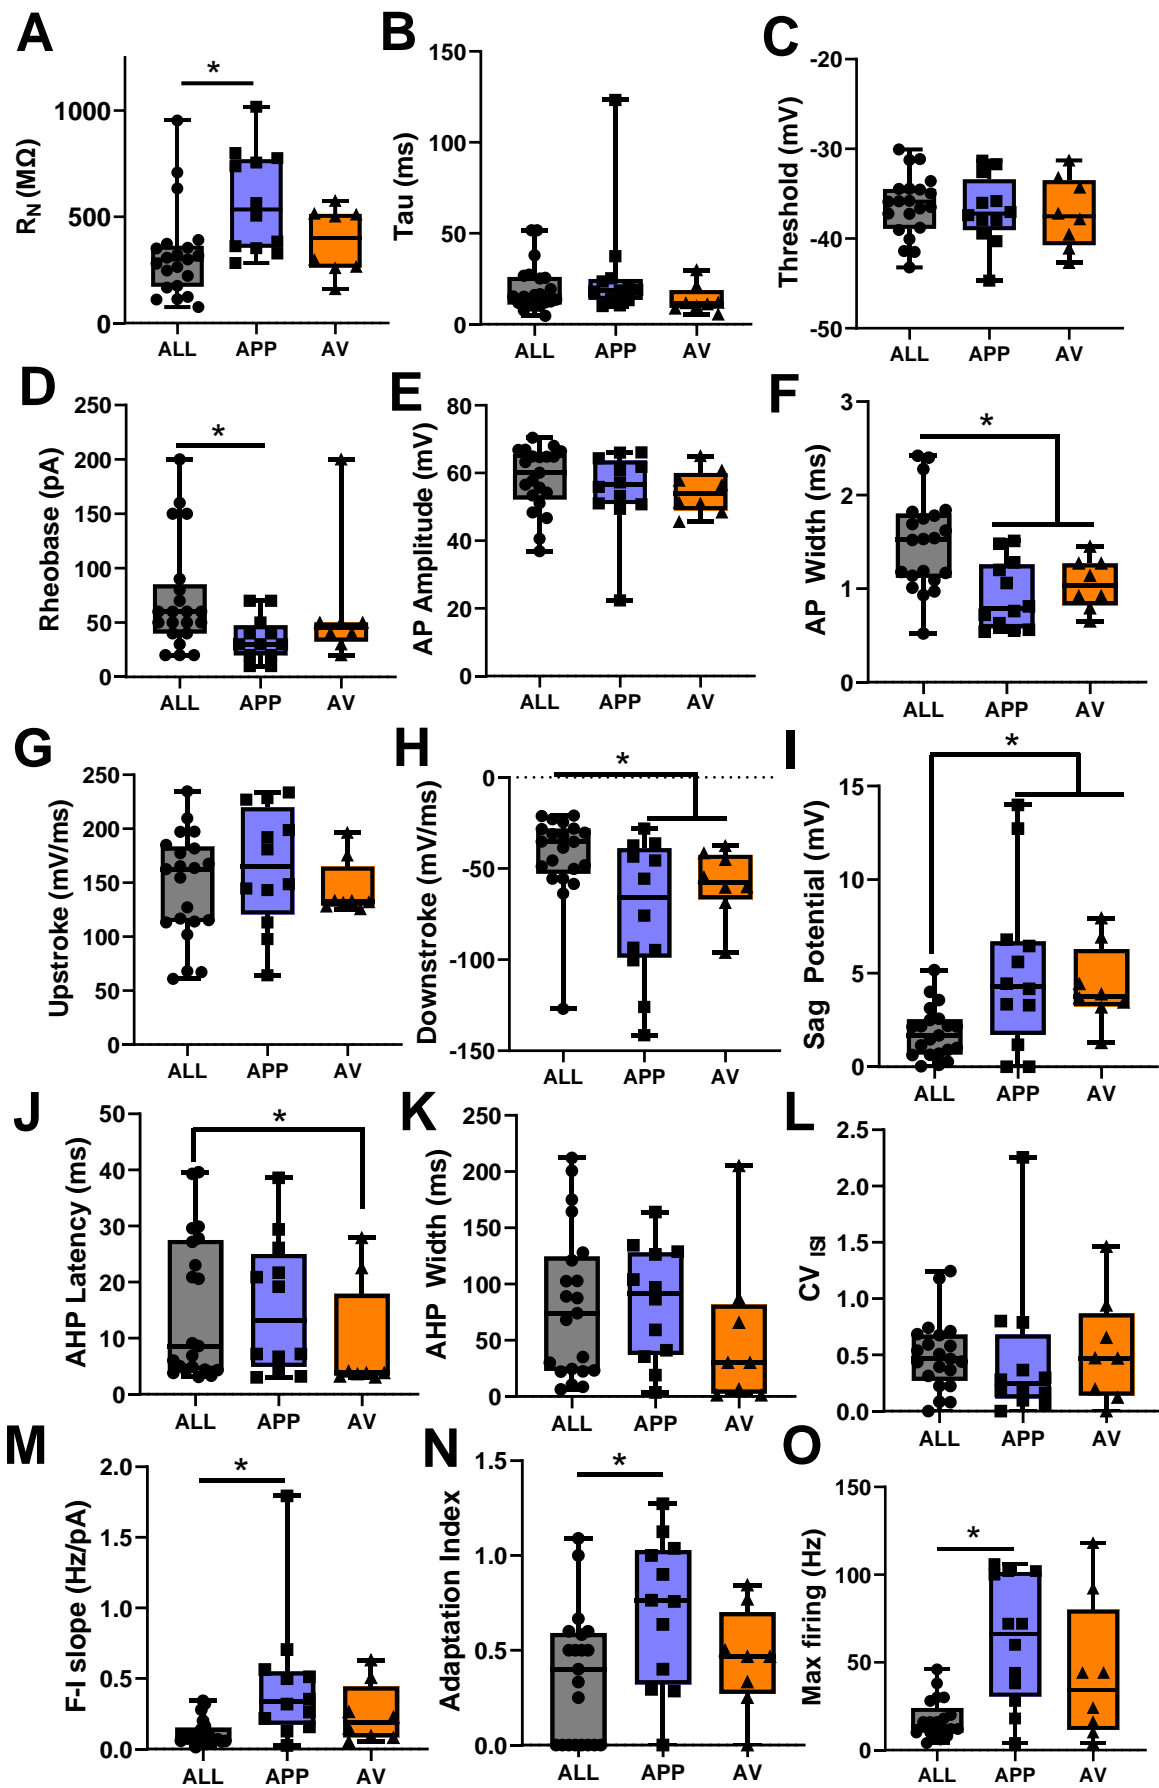 A
R_N (MΩ)
1000
500
0
*
ALL APP AV
B
Tau (ms)
150
100
50
0
ALL APP AV
C
Threshold (mV)
-20
-30
-40
-50
ALL APP AV
D
Rheobase (pA)
250
200
150
100
50
0
*
ALL APP AV
E
AP Amplitude (mV)
80
60
40
20
0
ALL APP AV
F
AP Width (ms)
3
2
1
0
*
ALL APP AV
G
Upstroke (mV/ms)
250
200
150
100
50
0
ALL APP AV
H
Downstroke (mV/ms)
0
-50
-100
-150
*
ALL APP AV
I
Sag Potential (mV)
15
10
5
0
*
ALL APP AV
J
AHP Latency (ms)
50
40
30
20
10
0
*
ALL APP AV
K
AHP Width (ms)
250
200
150
100
50
0
ALL APP AV
L
CV ISI
2.5
2.0
1.5
1.0
0.5
0.0
ALL APP AV
M
F-I slope (Hz/pA)
2.0
1.5
1.0
0.5
0.0
*
ALL APP AV
N
Adaptation Index
1.5
1.0
0.5
0.0
*
ALL APP AV
O
Max firing (Hz)
150
100
50
0
*
ALL APP AV